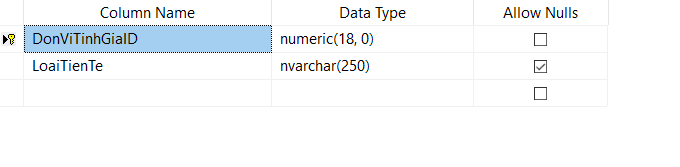 Column Name Data Type Allow Nulls
DonViTinhGiaID numeric(18, 0)
LoaiTienTe nvarchar(250)